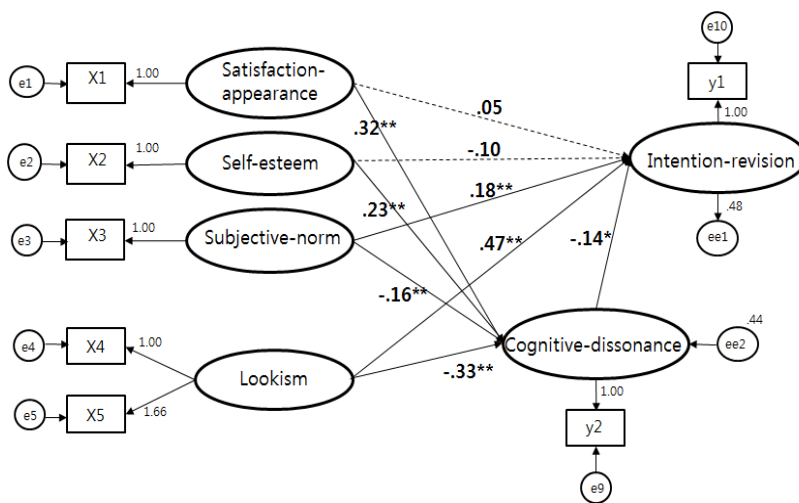 e10
y1
1.00
e1
X1
1.00
Satisfaction-
appearance
.05
.32**
e2
X2
1.00
Self-esteem
-.10
Intention-revision
.18**
.23**
.48
e3
X3
1.00
Subjective-norm
.47**
-.14*
ee1
-.16**
e4
X4
1.00
Cognitive-dissonance
.44
ee2
Lookism
-.33**
e5
X5
1.66
1.00
y2
e9